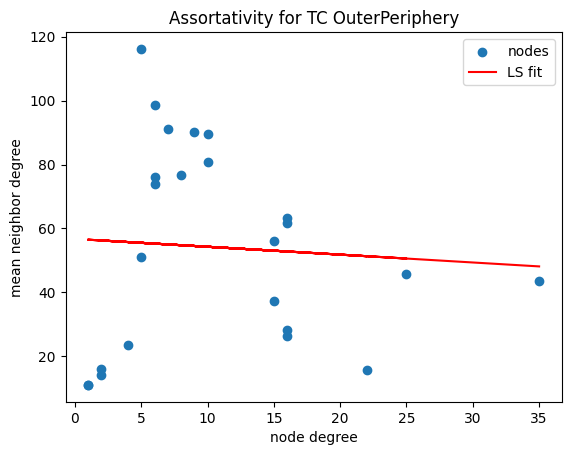 Assortativity for TC OuterPeriphery
nodes
LS fit
mean neighbor degree
120
100
80
60
40
20
0
5
10
15
20
25
30
35
node degree